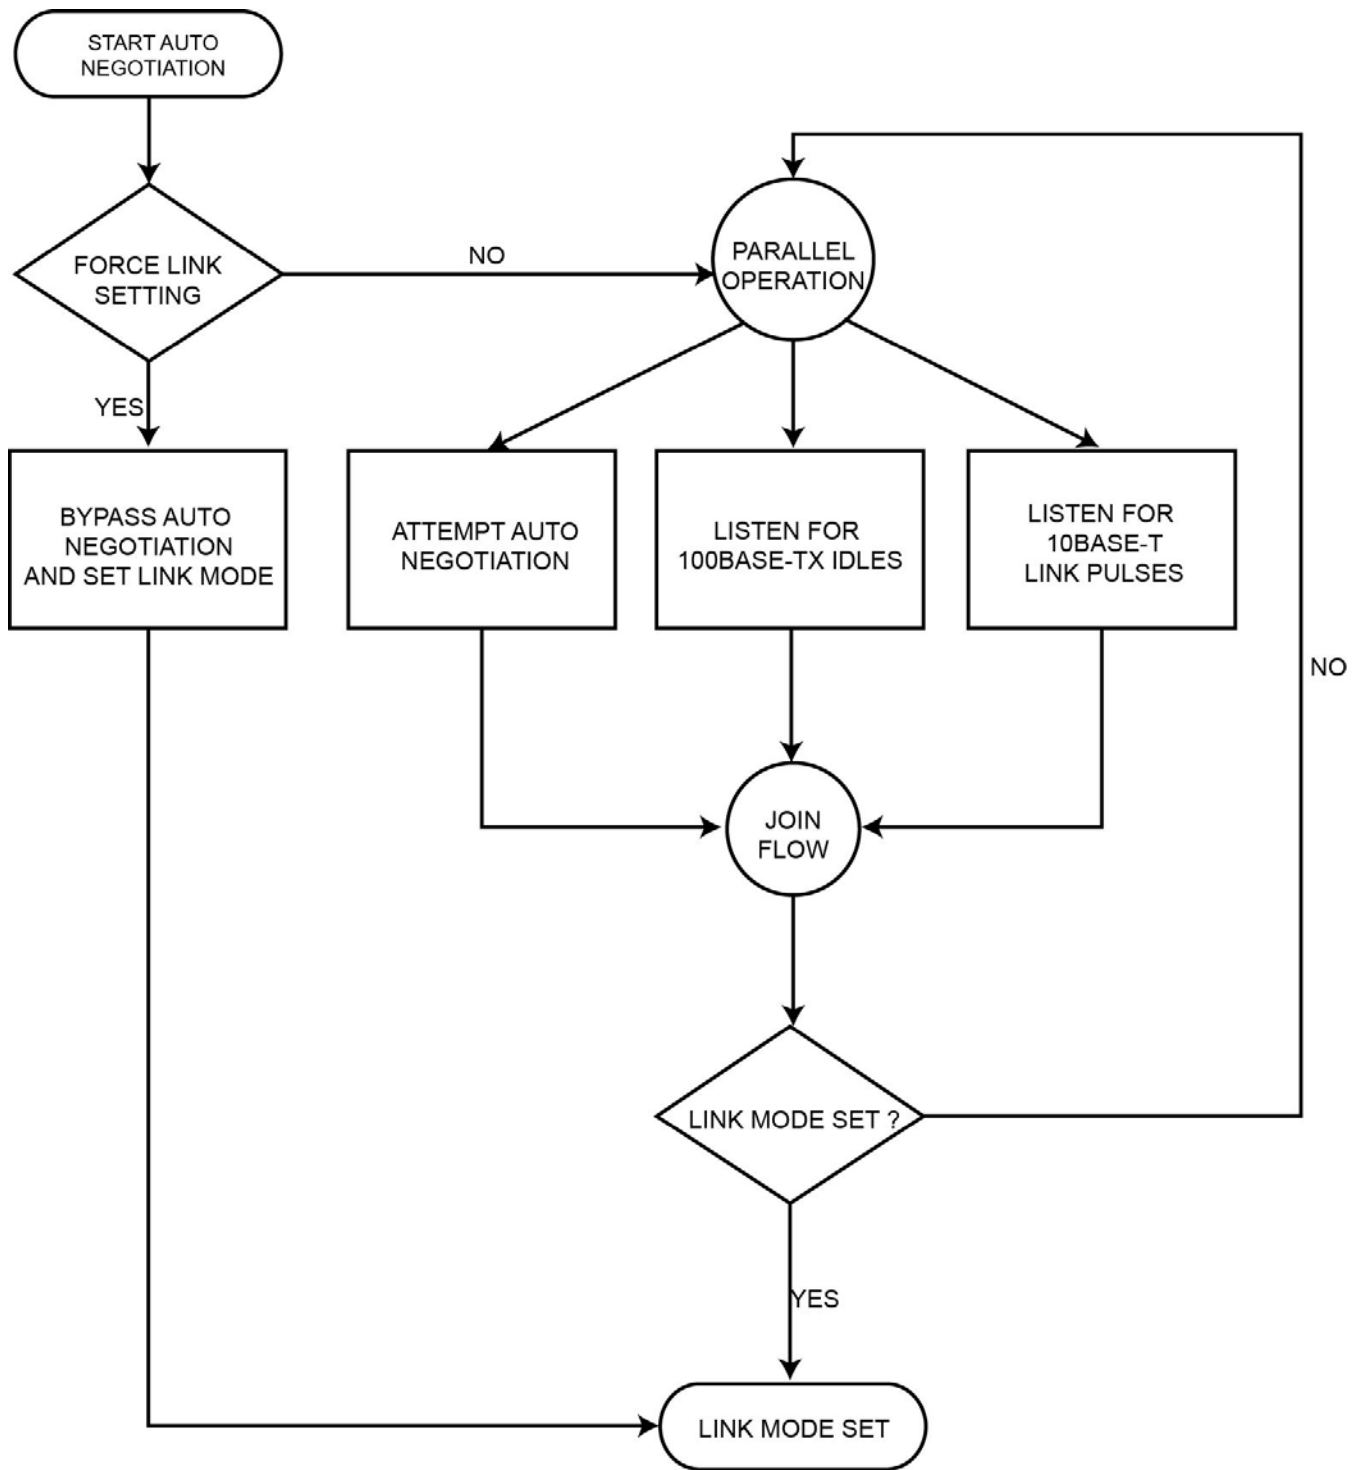 START AUTO
NEGOTIATION
FORCE LINK
SETTING
NO
PARALLEL
OPERATION
YES
BYPASS AUTO
NEGOTIATION
AND SET LINK MODE
ATTEMPT AUTO
NEGOTIATION
LISTEN FOR
100BASE-TX IDLES
LISTEN FOR
10BASE-T
LINK PULSES
NO
JOIN
FLOW
LINK MODE SET ?
YES
LINK MODE SET